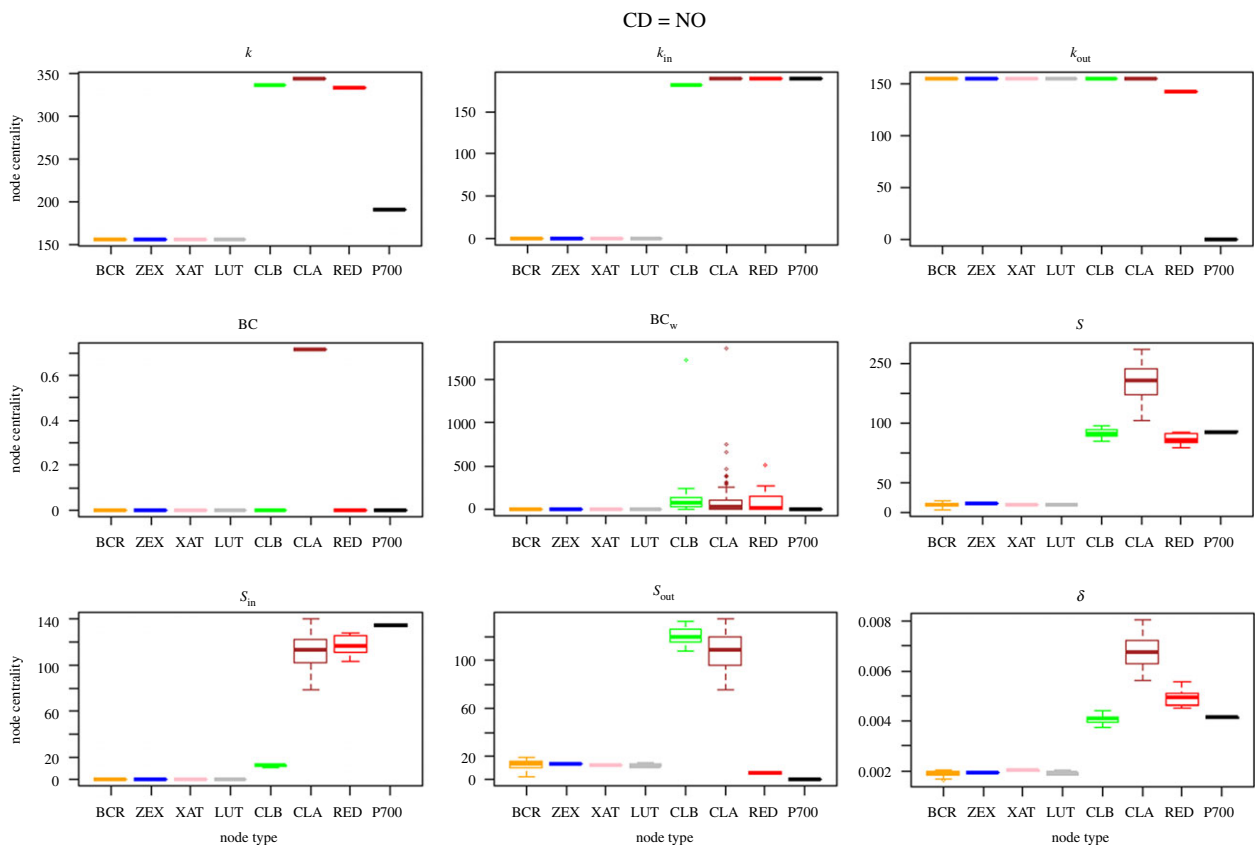 CD = NO
k
kin
kout
node centrality
350
300
250
200
150
BCR ZEX XAT LUT CLB CLA RED P700
150
100
50
0
BCR ZEX XAT LUT CLB CLA RED P700
150
100
50
0
BCR ZEX XAT LUT CLB CLA RED P700
BC
BCw
S
node centrality
0.6
0.4
0.2
0
BCR ZEX XAT LUT CLB CLA RED P700
1500
500
0
BCR ZEX XAT LUT CLB CLA RED P700
250
100
50
0
BCR ZEX XAT LUT CLB CLA RED P700
Sin
Sout
δ
node centrality
140
100
60
20
0
BCR ZEX XAT LUT CLB CLA RED P700
node type
100
60
20
0
BCR ZEX XAT LUT CLB CLA RED P700
node type
0.008
0.006
0.004
0.002
BCR ZEX XAT LUT CLB CLA RED P700
node type